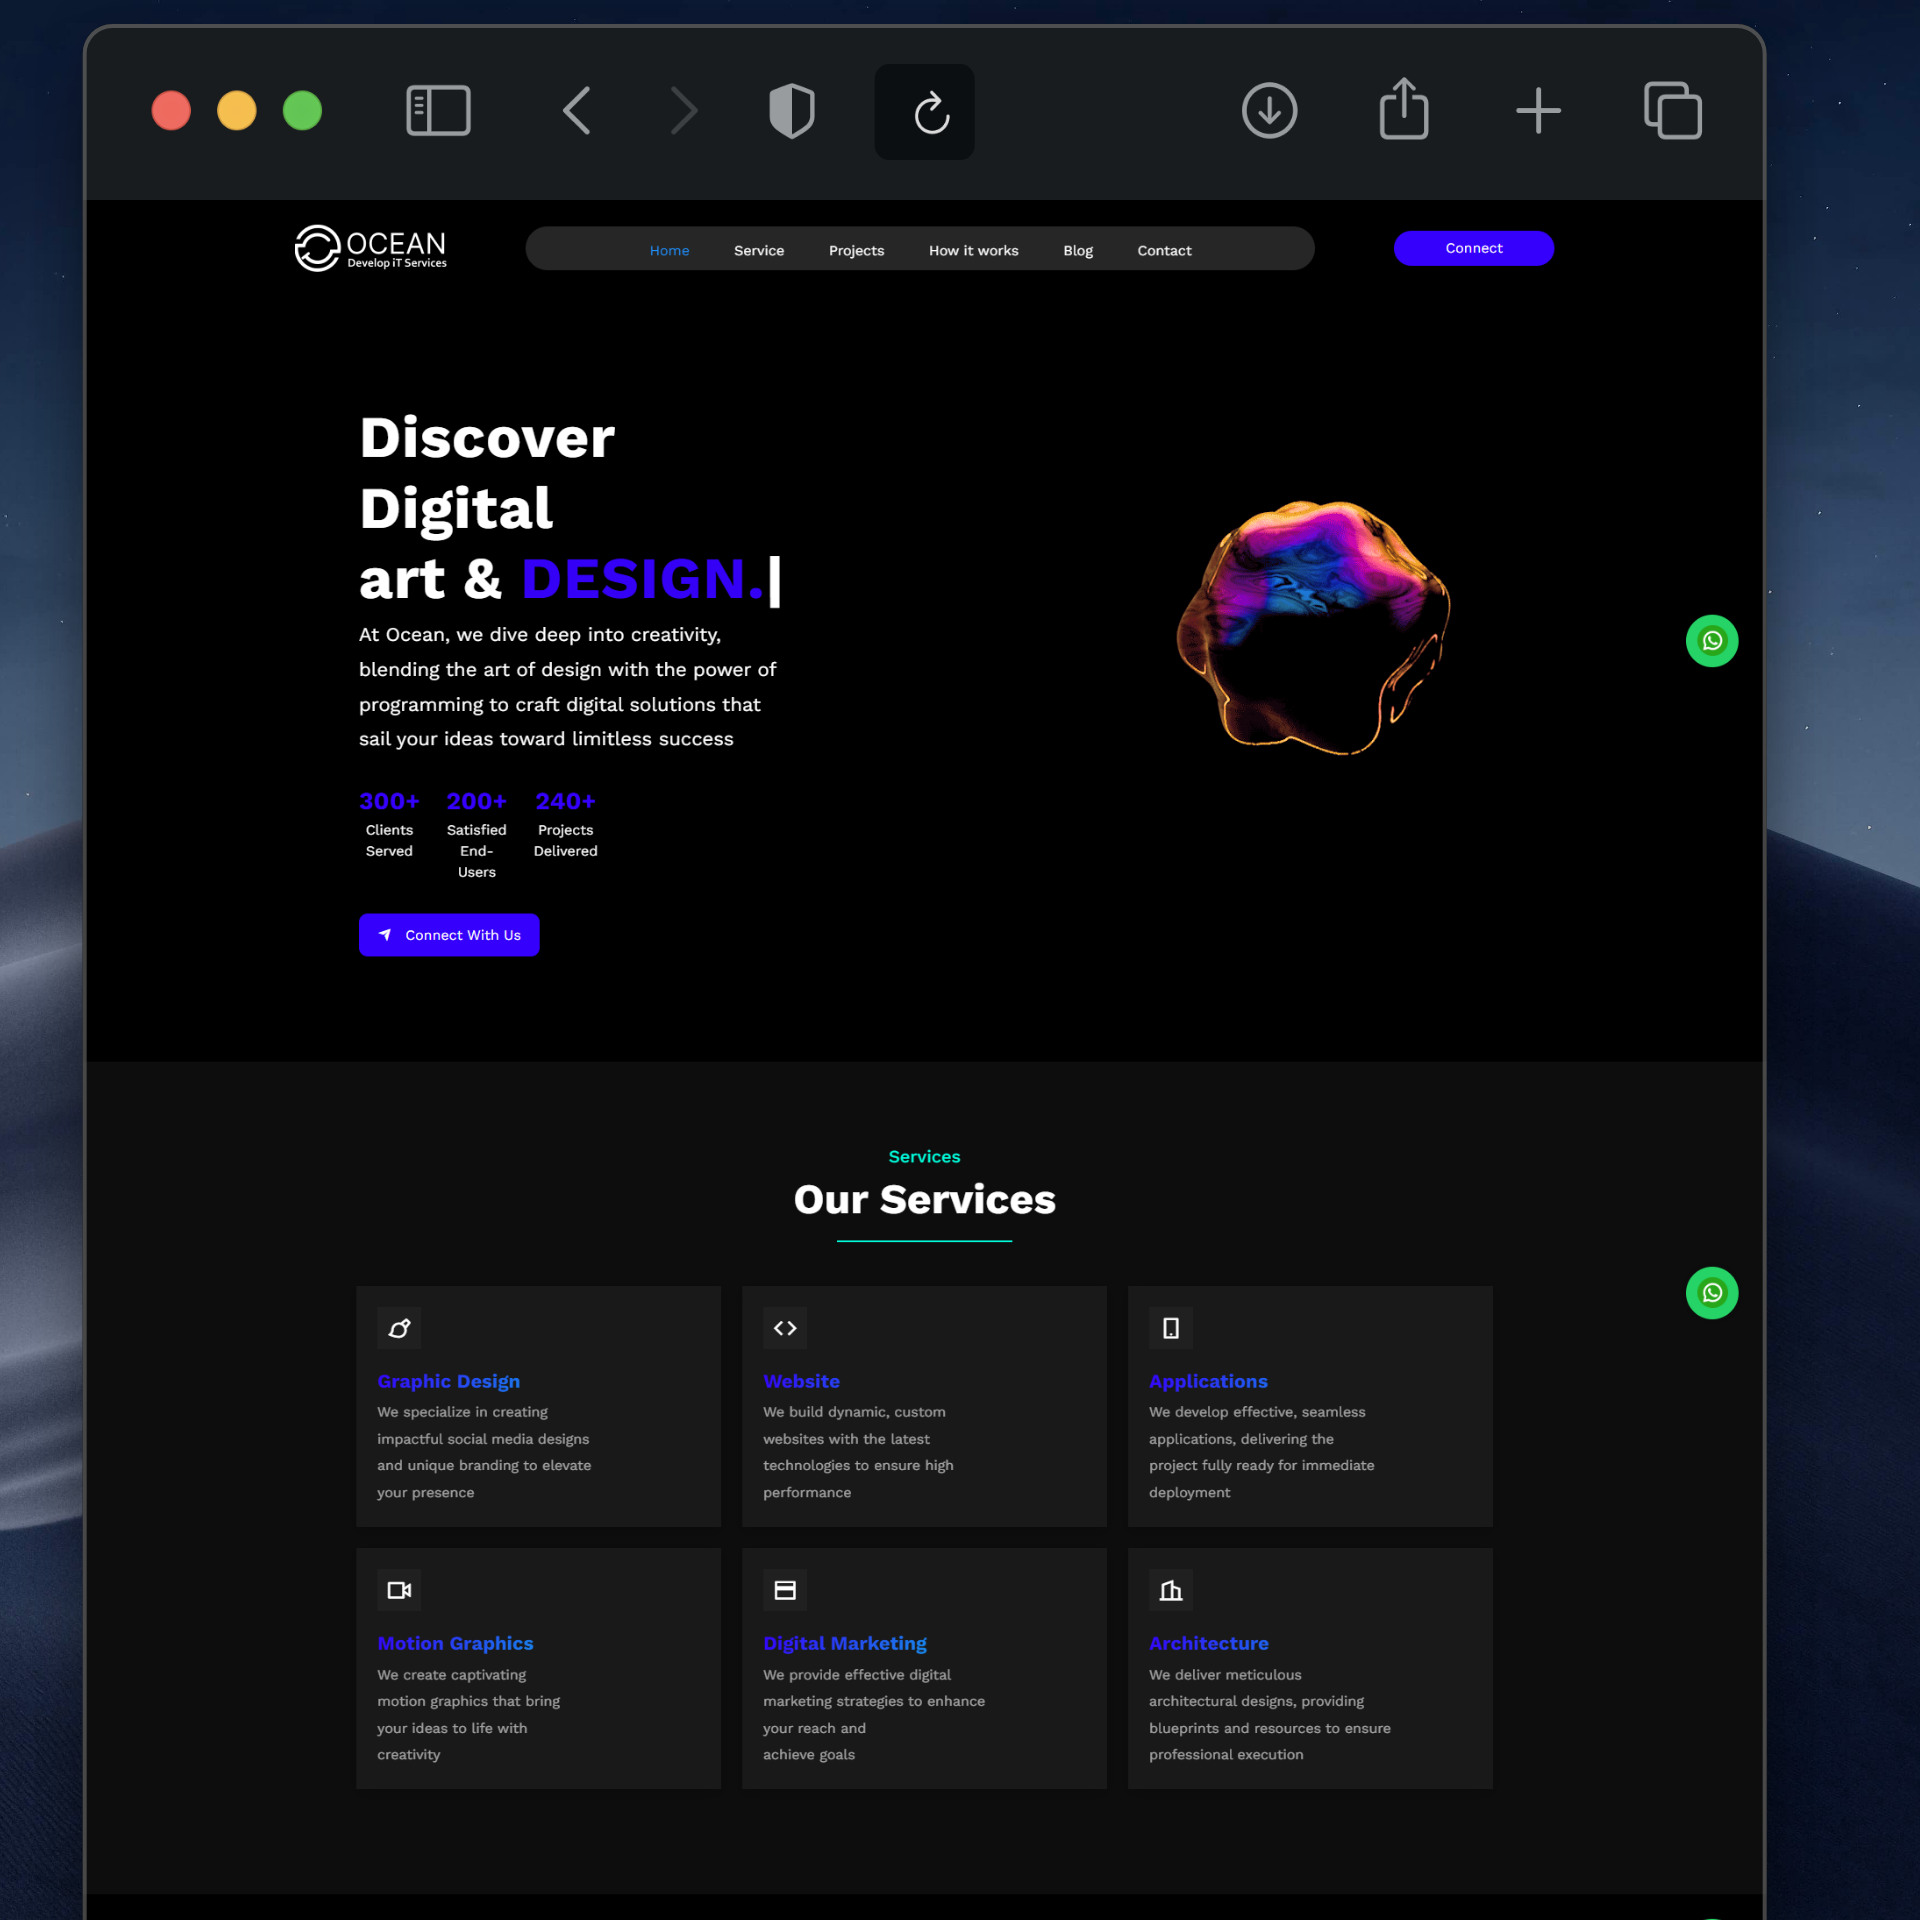 OCEAN
Develop iT Services
Home Service Projects How it works Blog Contact
Connect
Discover
Digital
art & DESIGN.|
At Ocean, we dive deep into creativity,
blending the art of design with the power of
programming to craft digital solutions that
sail your ideas toward limitless success
300+ 200+ 240+
Clients Served
Satisfied End-Users
Projects Delivered
Connect With Us
Services
Our Services
Graphic Design
We specialize in creating
impactful social media designs
and unique branding to elevate
your presence
Website
We build dynamic, custom
websites with the latest
technologies to ensure high
performance
Applications
We develop effective, seamless
applications, delivering the
project fully ready for immediate
deployment
Motion Graphics
We create captivating
motion graphics that bring
your ideas to life with
creativity
Digital Marketing
We provide effective digital
marketing strategies to enhance
your reach and
achieve goals
Architecture
We deliver meticulous
architectural designs, providing
blueprints and resources to ensure
professional execution